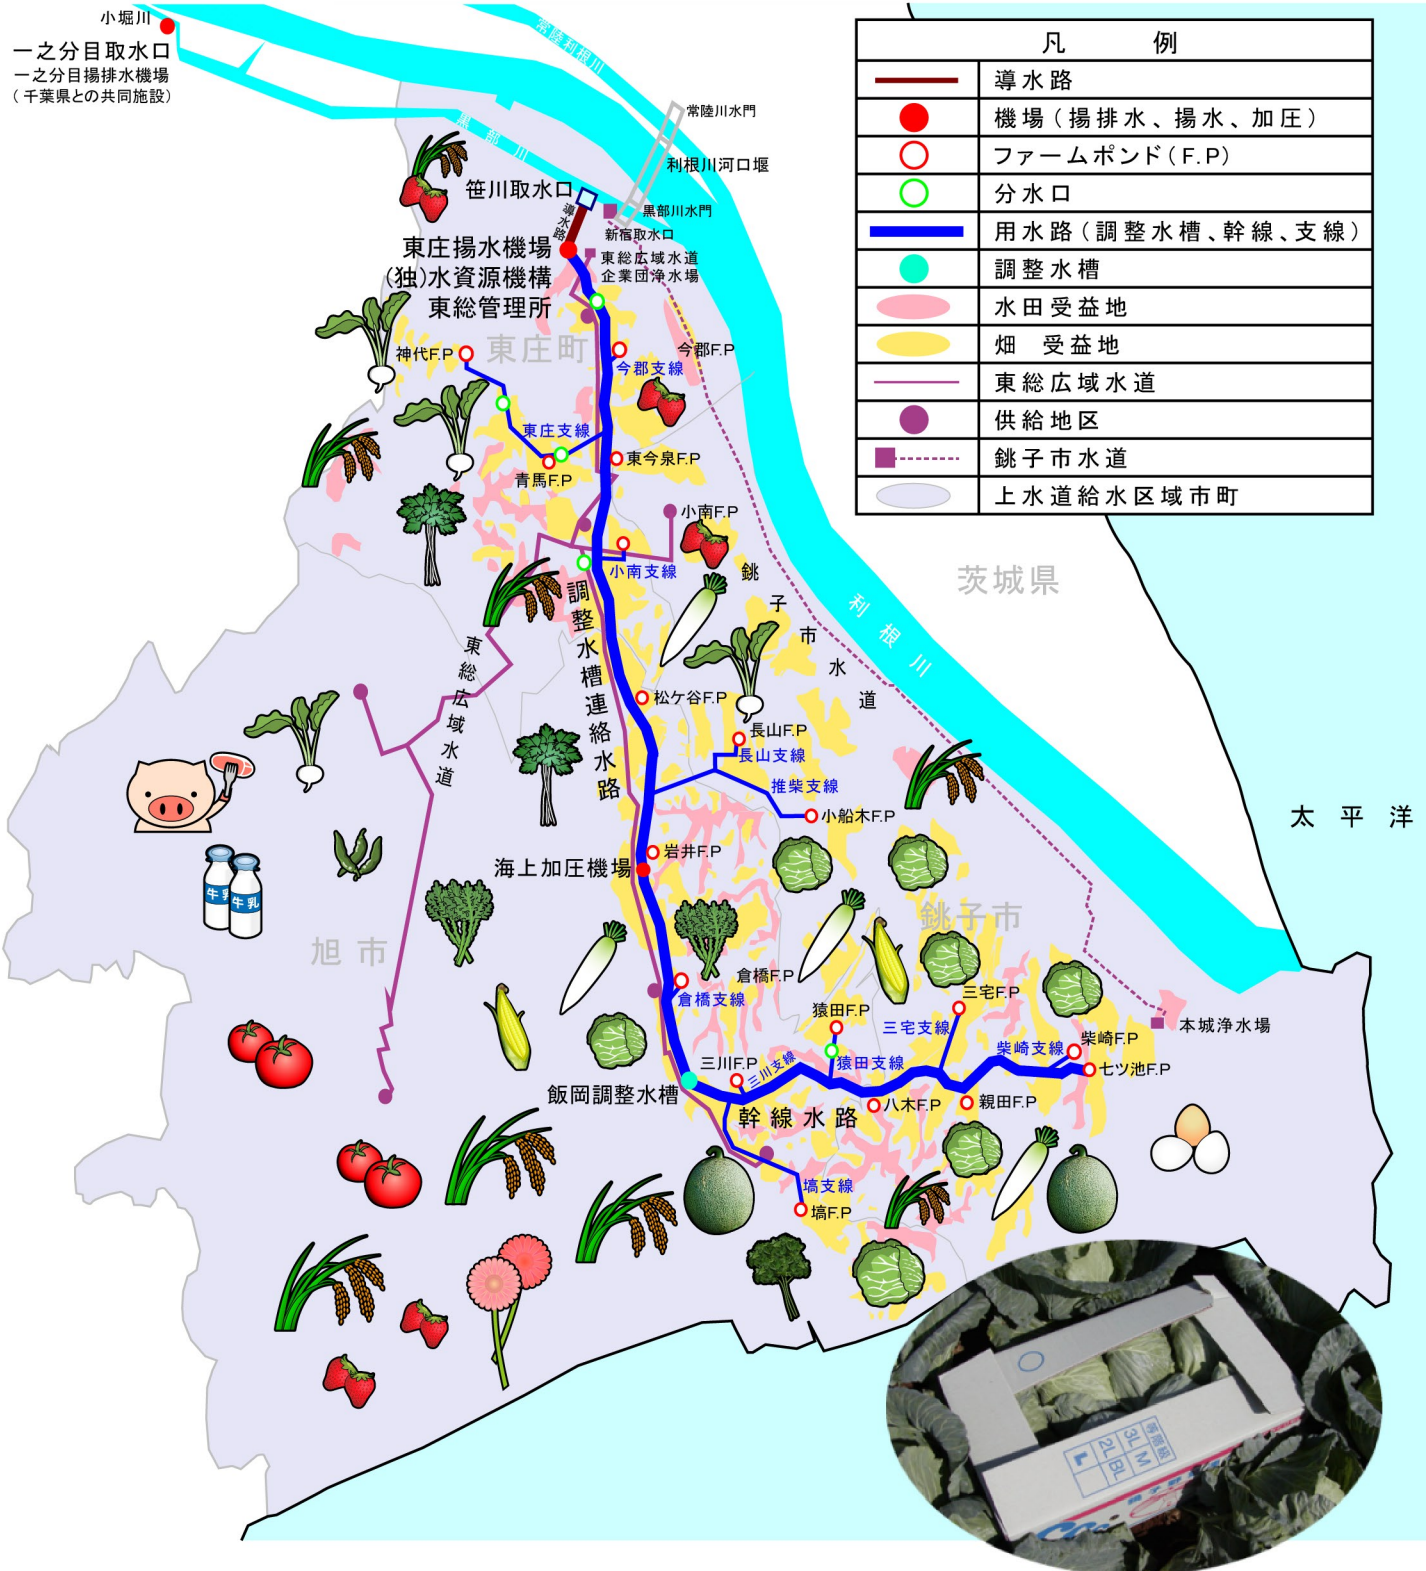 小堀川
一之分目取水口
一之分目揚排水機場
(千葉県との共同施設)
常陸利根川
黒部川
常陸川水門
利根川河口堰
笹川取水口
導水路
黒部川水門
新宿取水口
東庄揚水機場
(独)水資源機構
東総管理所
東総広域水道
企業団浄水場
凡例
導水路
機場(揚排水、揚水、加圧)
ファームポンド(F.P)
分水口
用水路(調整水槽、幹線、支線)
調整水槽
水田受益地
畑 受益地
東総広域水道
供給地区
銚子市水道
上水道給水区域市町
神代F.P
東庄町
今郡F.P
今郡支線
東庄支線
青馬F.P
東今泉F.P
小南F.P
小南支線
調整水槽連絡水路
東総広域水道
銚子市水道
利根川
茨城県
太平洋
松ケ谷F.P
長山F.P
長山支線
推柴支線
小船木F.P
岩井F.P
海上加圧機場
牛乳
牛乳
旭市
銚子市
倉橋F.P
倉橋支線
猿田F.P
猿田支線
三宅F.P
三宅支線
柴崎F.P
柴崎支線
七ツ池F.P
本城浄水場
三川F.P
三川支線
飯岡調整水槽
幹線水路
八木F.P
親田F.P
塙支線
塙F.P
等階級
3L M
2L BL
L